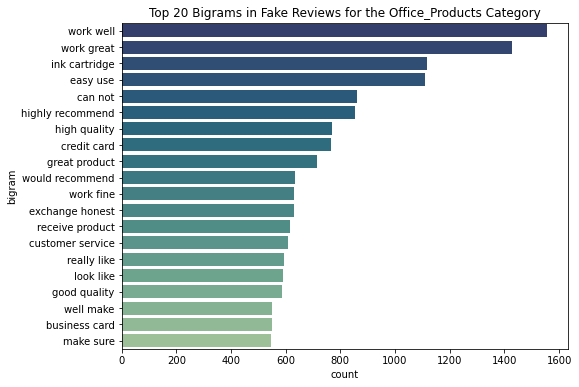 Top 20 Bigrams in Fake Reviews for the Office_Products Category
work well
work great
ink cartridge
easy use
can not
highly recommend
high quality
credit card
great product
would recommend
work fine
exchange honest
receive product
customer service
really like
look like
good quality
well make
business card
make sure
bigram
0 200 400 600 800 1000 1200 1400 1600
count